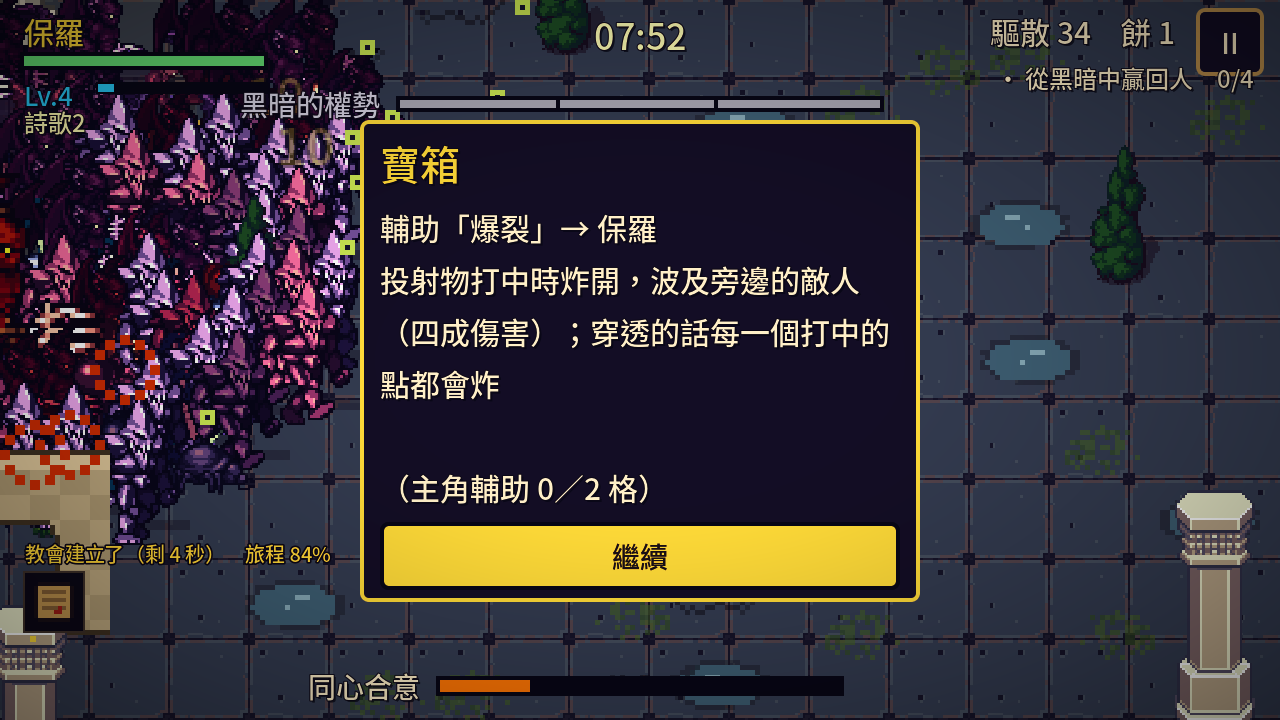 保羅
07:52
驅散 34 餅 1
・從黑暗中贏回人 0/4
Lv.4
詩歌2
黑暗的權勢
10
寶箱
輔助「爆裂」→ 保羅
投射物打中時炸開，波及旁邊的敵人
（四成傷害）；穿透的話每一個打中的
點都會炸
（主角輔助 0／2 格）
繼續
教會建立了（剩 4 秒） 旅程 84%
同心合意